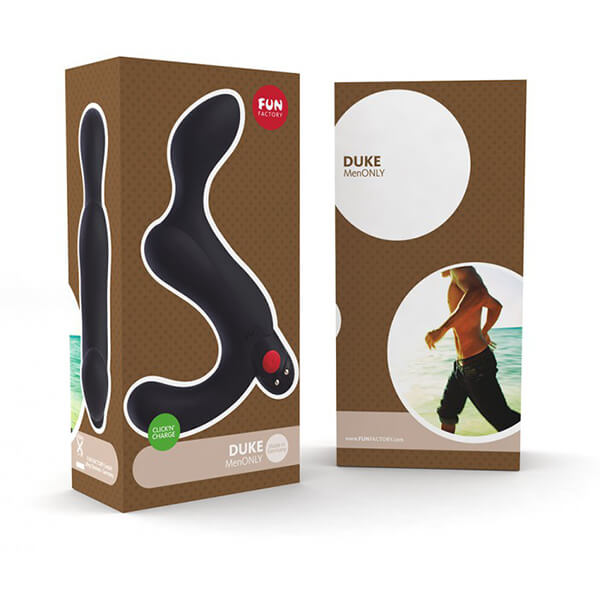 FUN
FACTORY
CLICK'N'
CHARGE
DUKE
MenONLY
DUKE
MenONLY
www.FUNFACTORY.com